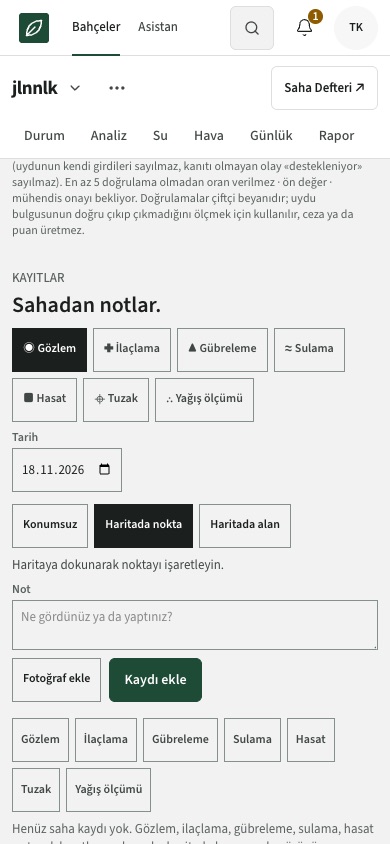 Bahçeler
Asistan
1
TK
jlnnlk
Saha Defteri ↗
Durum
Analiz
Su
Hava
Günlük
Rapor
(uydunun kendi girdileri sayılmaz, kanıtı olmayan olay «destekleniyor»
sayılmaz). En az 5 doğrulama olmadan oran verilmez · ön değer ·
mühendis onayı bekliyor. Doğrulamalar çiftçi beyanıdır; uydu
bulgusunun doğru çıkıp çıkmadığını ölçmek için kullanılır, ceza ya da
puan üretmez.
KAYITLAR
Sahadan notlar.
◉ Gözlem
✚ İlaçlama
▲ Gübreleme
≈ Sulama
■ Hasat
⌖ Tuzak
∴ Yağış ölçümü
Tarih
18.11.2026
Konumsuz
Haritada nokta
Haritada alan
Haritaya dokunarak noktayı işaretleyin.
Not
Ne gördünüz ya da yaptınız?
Fotoğraf ekle
Kaydı ekle
Gözlem
İlaçlama
Gübreleme
Sulama
Hasat
Tuzak
Yağış ölçümü
Henüz saha kaydı yok. Gözlem, ilaçlama, gübreleme, sulama, hasat